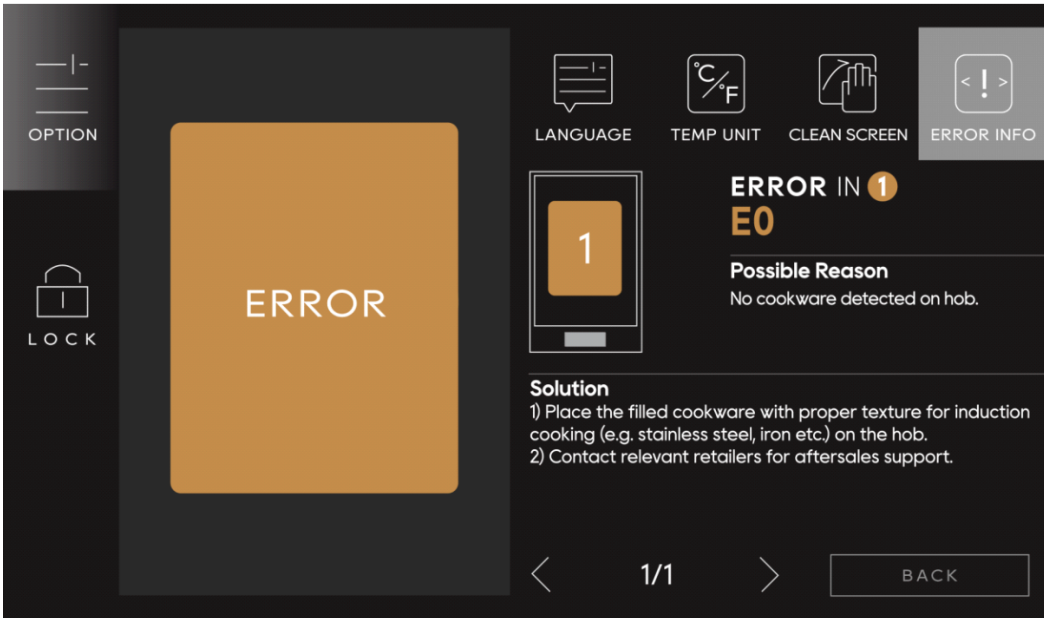 OPTION
LOCK
ERROR
LANGUAGE
TEMP UNIT
°C/°F
CLEAN SCREEN
<!>
ERROR INFO
1
ERROR IN 1
E0
Possible Reason
No cookware detected on hob.
Solution
1) Place the filled cookware with proper texture for induction
cooking (e.g. stainless steel, iron etc.) on the hob.
2) Contact relevant retailers for aftersales support.
< 1/1 >
BACK